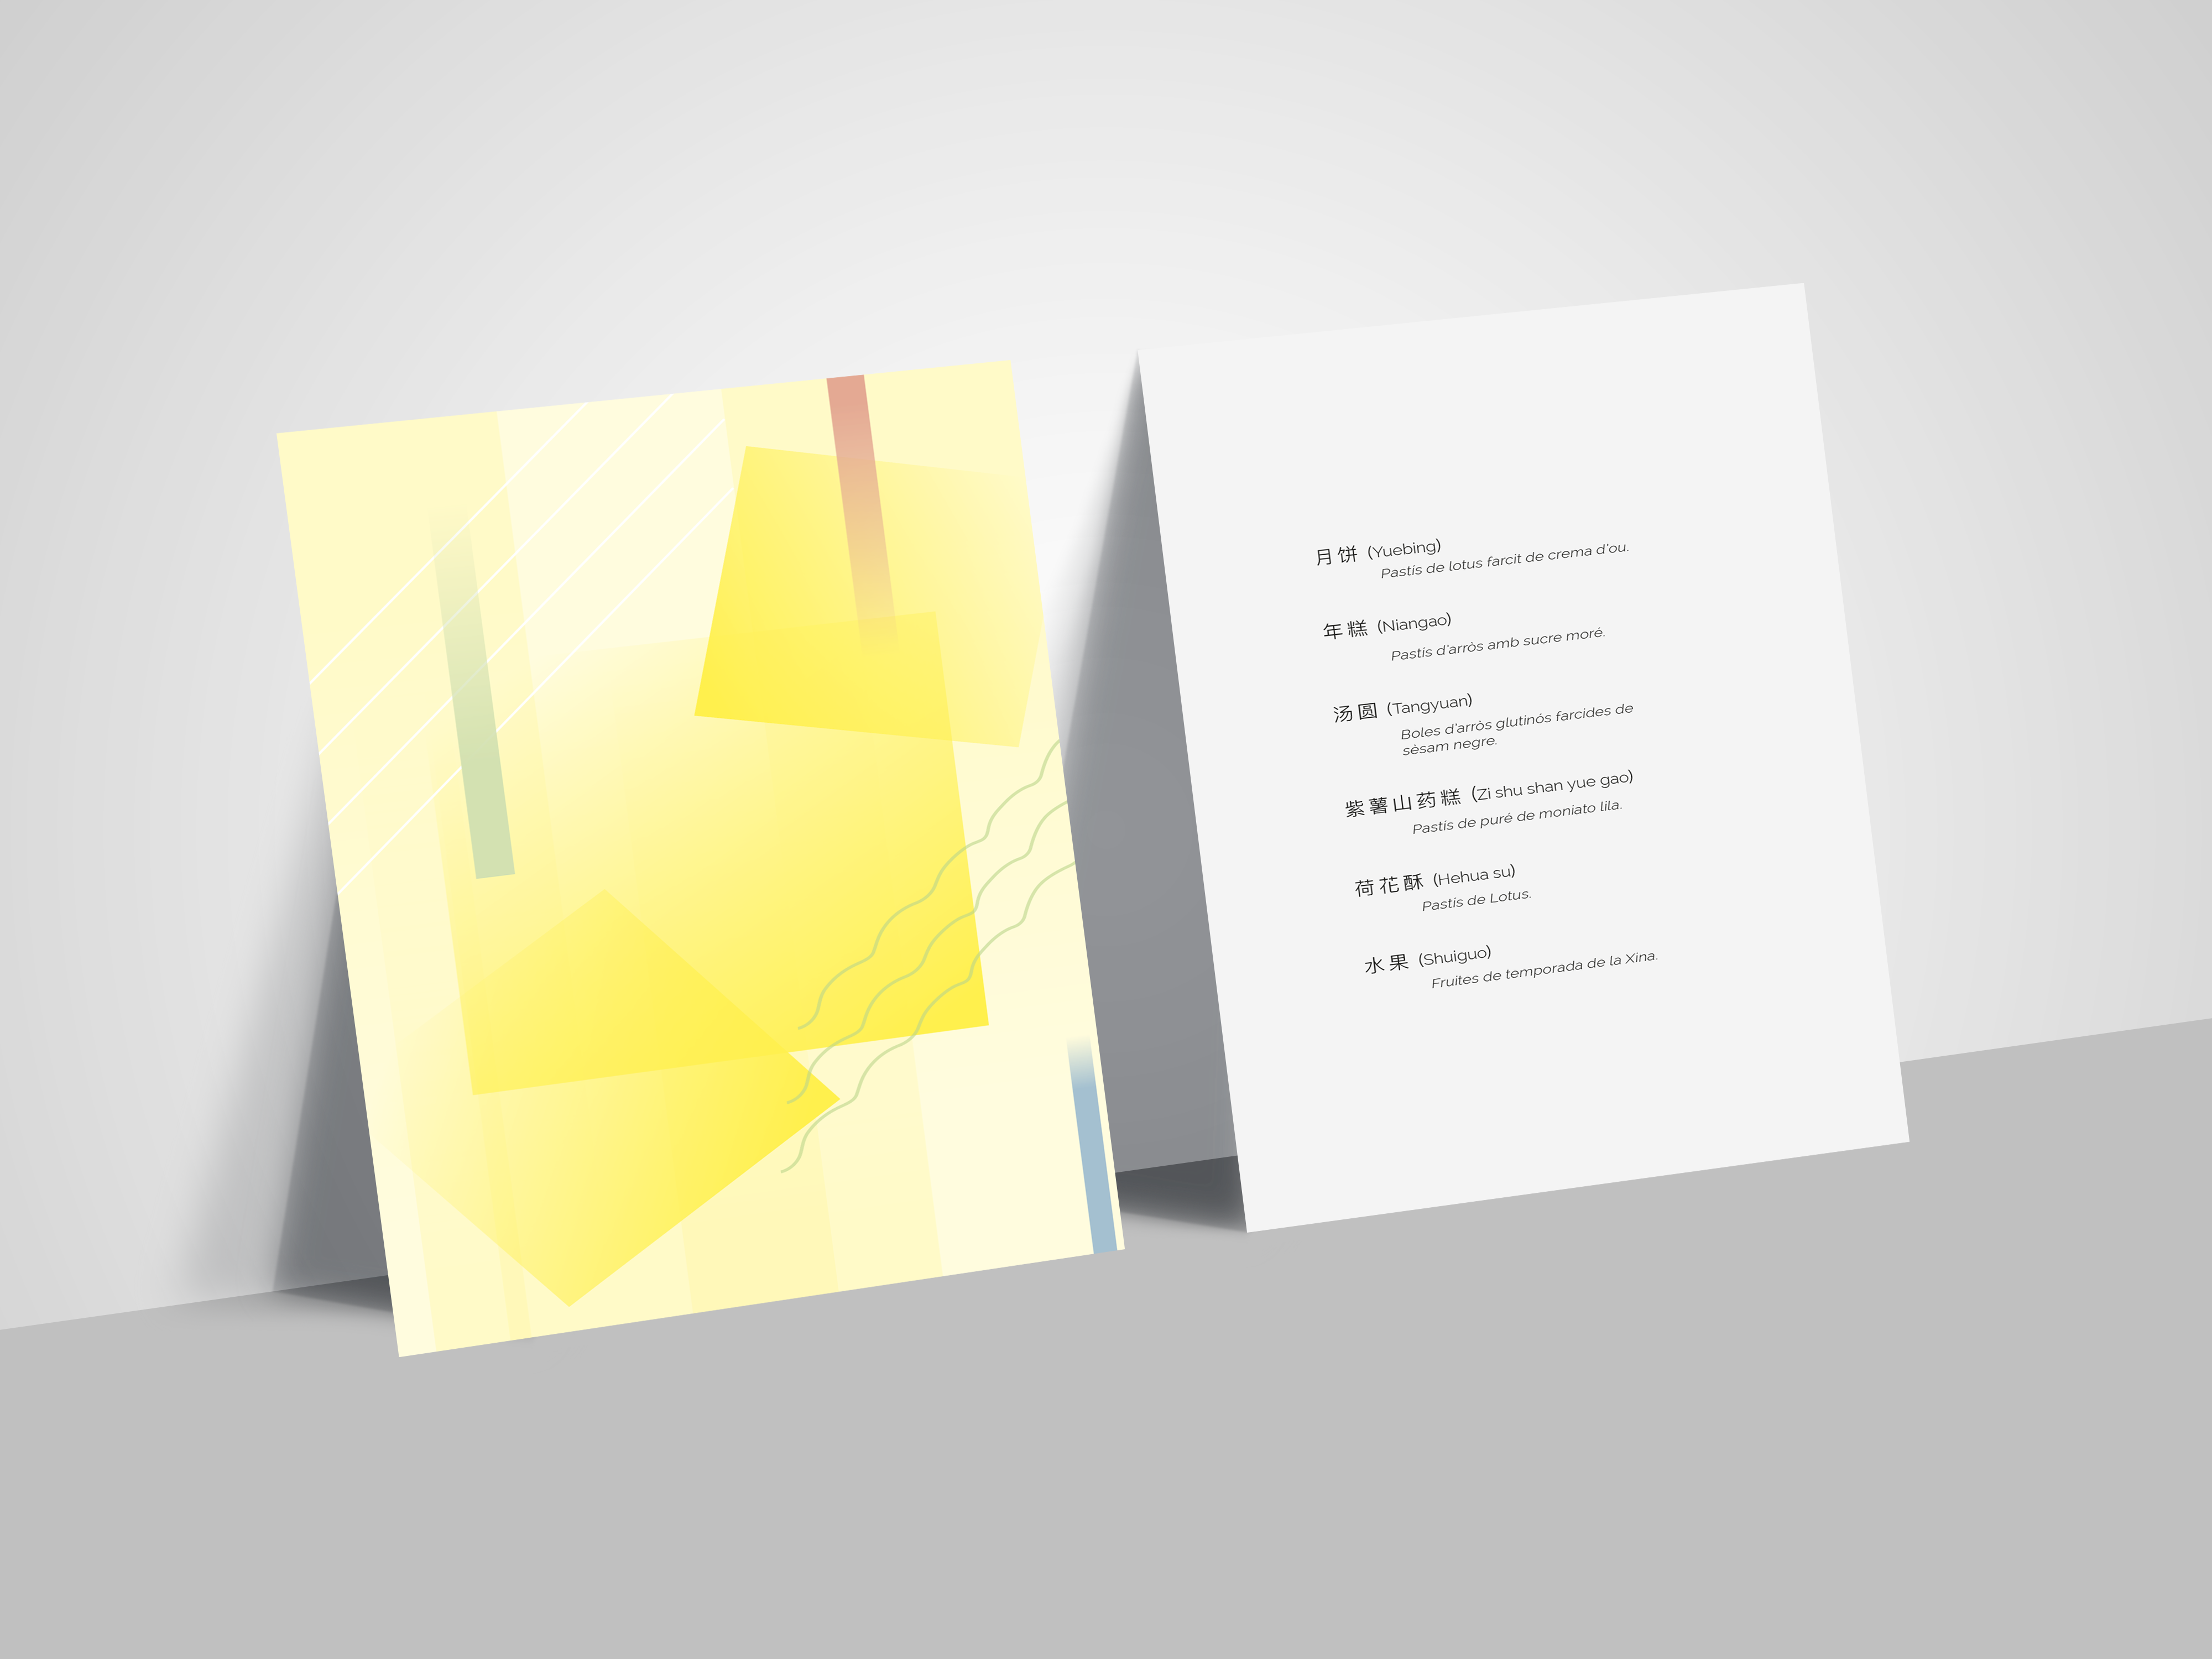 月饼 (Yuebing)
Pastís de lotus farcit de crema d'ou.
年糕 (Niangao)
Pastís d'arròs amb sucre moré.
汤圆 (Tangyuan)
Boles d'arròs glutinós farcides de
sèsam negre.
紫薯山药糕 (Zi shu shan yue gao)
Pastís de puré de moniato lila.
荷花酥 (Hehua su)
Pastís de Lotus.
水果 (Shuiguo)
Fruites de temporada de la Xina.